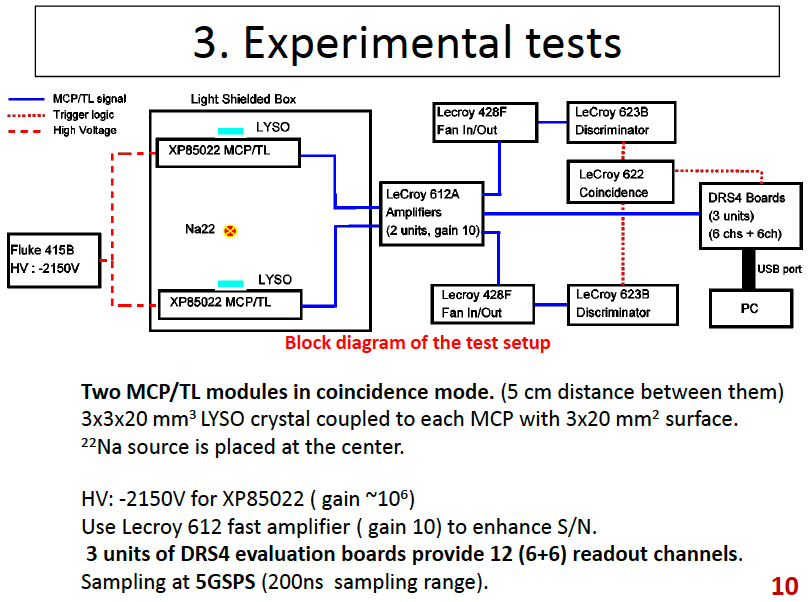 3. Experimental tests
MCP/TL signal
Trigger logic
High Voltage
Light Shielded Box
LYSO
XP85022 MCP/TL
Na22
LYSO
XP85022 MCP/TL
Fluke 415B
HV : -2150V
LeCroy 612A
Amplifiers
(2 units, gain 10)
Lecroy 428F
Fan In/Out
LeCroy 623B
Discriminator
LeCroy 622
Coincidence
DRS4 Boards
(3 units)
(6 chs + 6ch)
USB port
PC
Lecroy 428F
Fan In/Out
LeCroy 623B
Discriminator
Block diagram of the test setup
Two MCP/TL modules in coincidence mode. (5 cm distance between them)
3x3x20 mm³ LYSO crystal coupled to each MCP with 3x20 mm² surface.
²²Na source is placed at the center.
HV: -2150V for XP85022 ( gain ~10⁶)
Use Lecroy 612 fast amplifier ( gain 10) to enhance S/N.
3 units of DRS4 evaluation boards provide 12 (6+6) readout channels.
Sampling at 5GSPS (200ns sampling range).
10